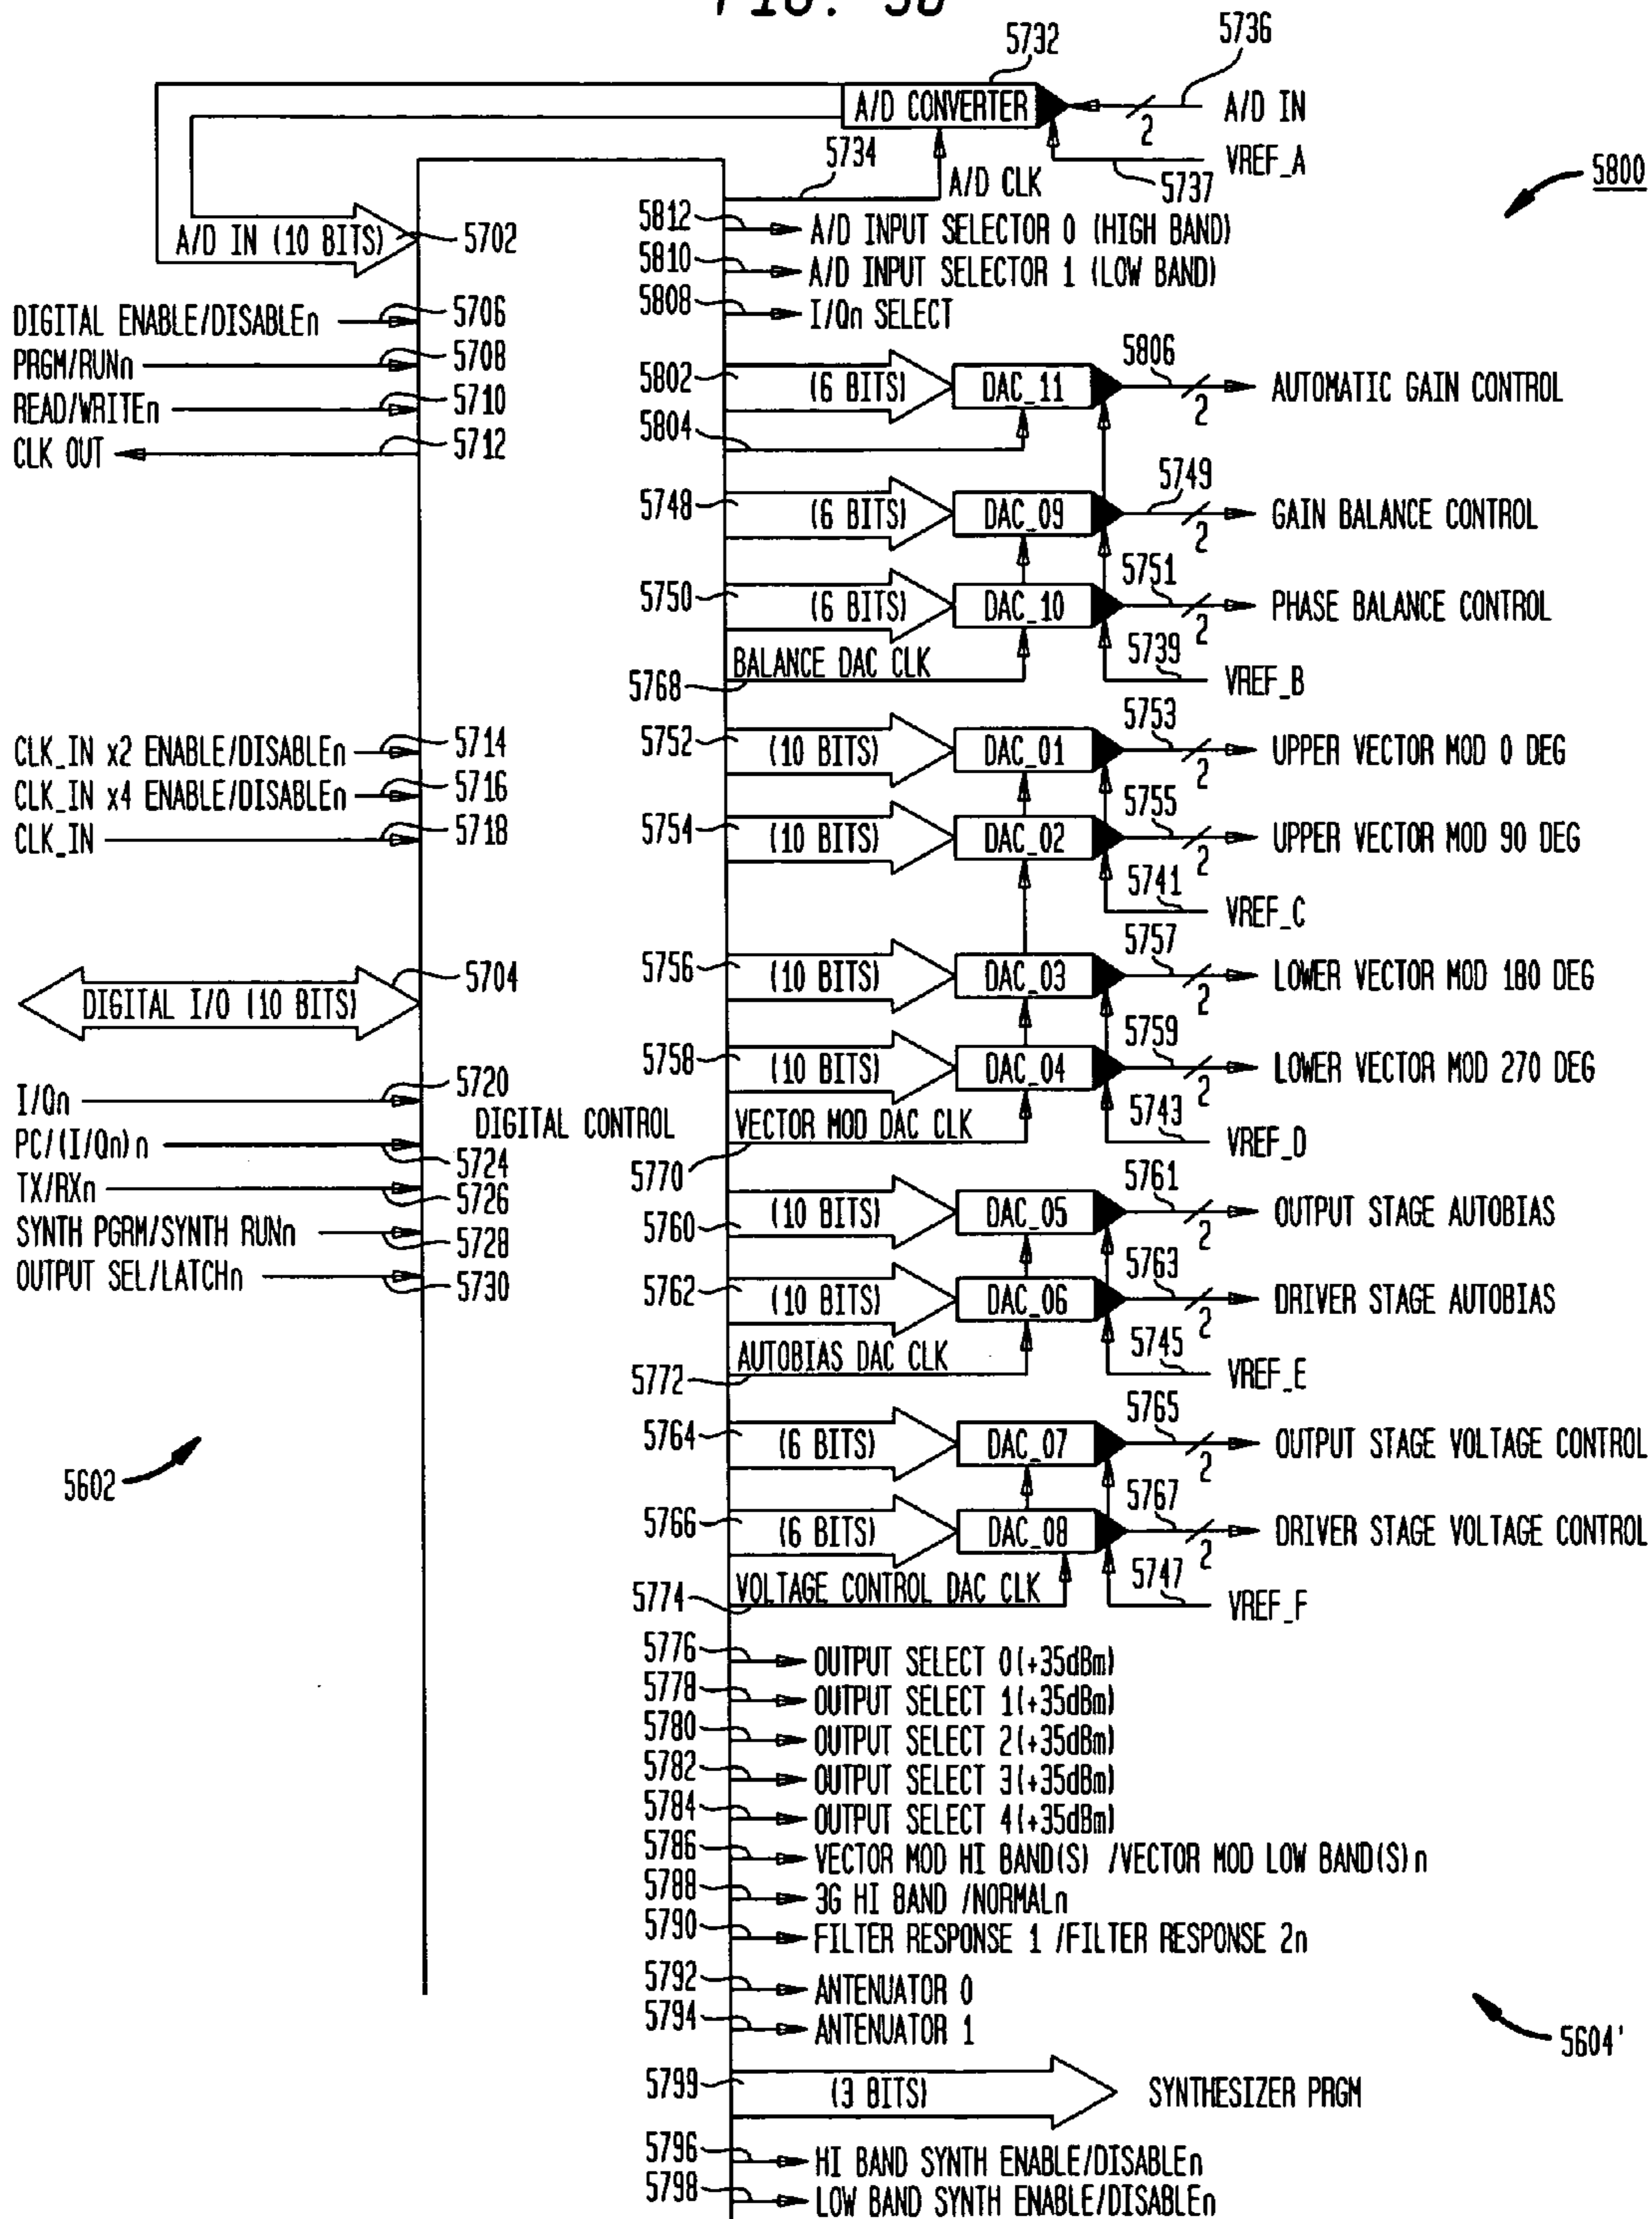 5732
5736
A/D CONVERTER
2
A/D IN
5734
A/D CLK
5737
VREF_A
5800
A/D IN (10 BITS)
5702
5812
A/D INPUT SELECTOR 0 (HIGH BAND)
5810
A/D INPUT SELECTOR 1 (LOW BAND)
5808
I/Qn SELECT
DIGITAL ENABLE/DISABLEn
5706
PRGM/RUNn
5708
READ/WRITEn
5710
CLK OUT
5712
5802
(6 BITS)
DAC_11
5806
2
AUTOMATIC GAIN CONTROL
5804
5748
(6 BITS)
DAC_09
5749
2
GAIN BALANCE CONTROL
5750
(6 BITS)
DAC_10
5751
2
PHASE BALANCE CONTROL
BALANCE DAC CLK
5768
5739
VREF_B
CLK_IN x2 ENABLE/DISABLEn
5714
CLK_IN x4 ENABLE/DISABLEn
5716
CLK_IN
5718
5752
(10 BITS)
DAC_01
5753
2
UPPER VECTOR MOD 0 DEG
5754
(10 BITS)
DAC_02
5755
2
UPPER VECTOR MOD 90 DEG
5741
VREF_C
DIGITAL I/O (10 BITS)
5704
5756
(10 BITS)
DAC_03
5757
2
LOWER VECTOR MOD 180 DEG
5758
(10 BITS)
DAC_04
5759
2
LOWER VECTOR MOD 270 DEG
I/Qn
5720
PC/(I/Qn)n
5724
TX/RXn
5726
SYNTH PGRM/SYNTH RUNn
5728
OUTPUT SEL/LATCHn
5730
DIGITAL CONTROL
VECTOR MOD DAC CLK
5770
5743
VREF_D
5760
(10 BITS)
DAC_05
5761
2
OUTPUT STAGE AUTOBIAS
5762
(10 BITS)
DAC_06
5763
2
DRIVER STAGE AUTOBIAS
AUTOBIAS DAC CLK
5772
5745
VREF_E
5602
5764
(6 BITS)
DAC_07
5765
2
OUTPUT STAGE VOLTAGE CONTROL
5766
(6 BITS)
DAC_08
5767
2
DRIVER STAGE VOLTAGE CONTROL
VOLTAGE CONTROL DAC CLK
5774
5747
VREF_F
5776
OUTPUT SELECT 0(+35dBm)
5778
OUTPUT SELECT 1(+35dBm)
5780
OUTPUT SELECT 2(+35dBm)
5782
OUTPUT SELECT 3(+35dBm)
5784
OUTPUT SELECT 4(+35dBm)
5786
VECTOR MOD HI BAND(S) /VECTOR MOD LOW BAND(S)n
5788
3G HI BAND /NORMALn
5790
FILTER RESPONSE 1 /FILTER RESPONSE 2n
5792
ANTENUATOR 0
5794
ANTENUATOR 1
5604'
5799
(3 BITS)
SYNTHESIZER PRGM
5796
HI BAND SYNTH ENABLE/DISABLEn
5798
LOW BAND SYNTH ENABLE/DISABLEn